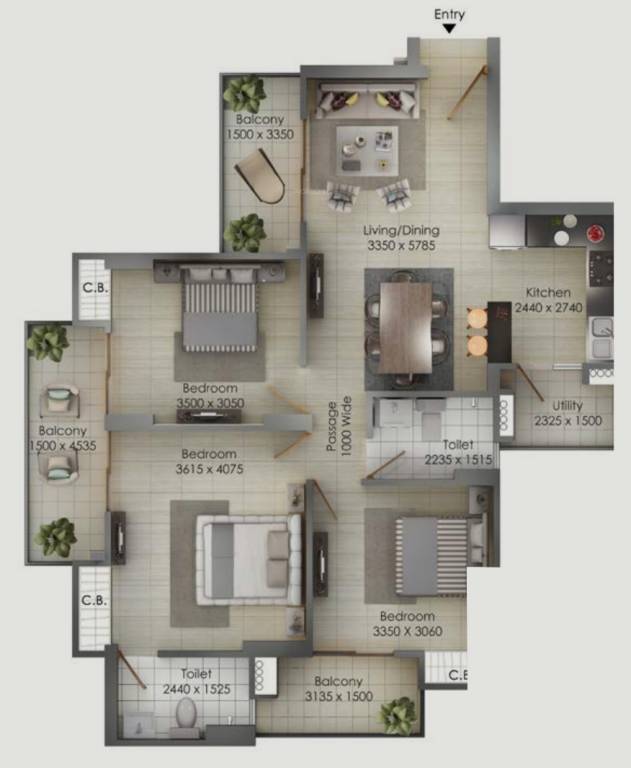 Entry
Balcony
1500 x 3350
Living/Dining
3350 x 5785
C.B.
Kitchen
2440 x 2740
Bedroom
3500 x 3050
Utility
2325 x 1500
Balcony
1500 x 4535
Passage
1000 Wide
Bedroom
3615 x 4075
Toilet
2235 x 1515
C.B.
Bedroom
3350 X 3060
Toilet
2440 x 1525
Balcony
3135 x 1500
C.B